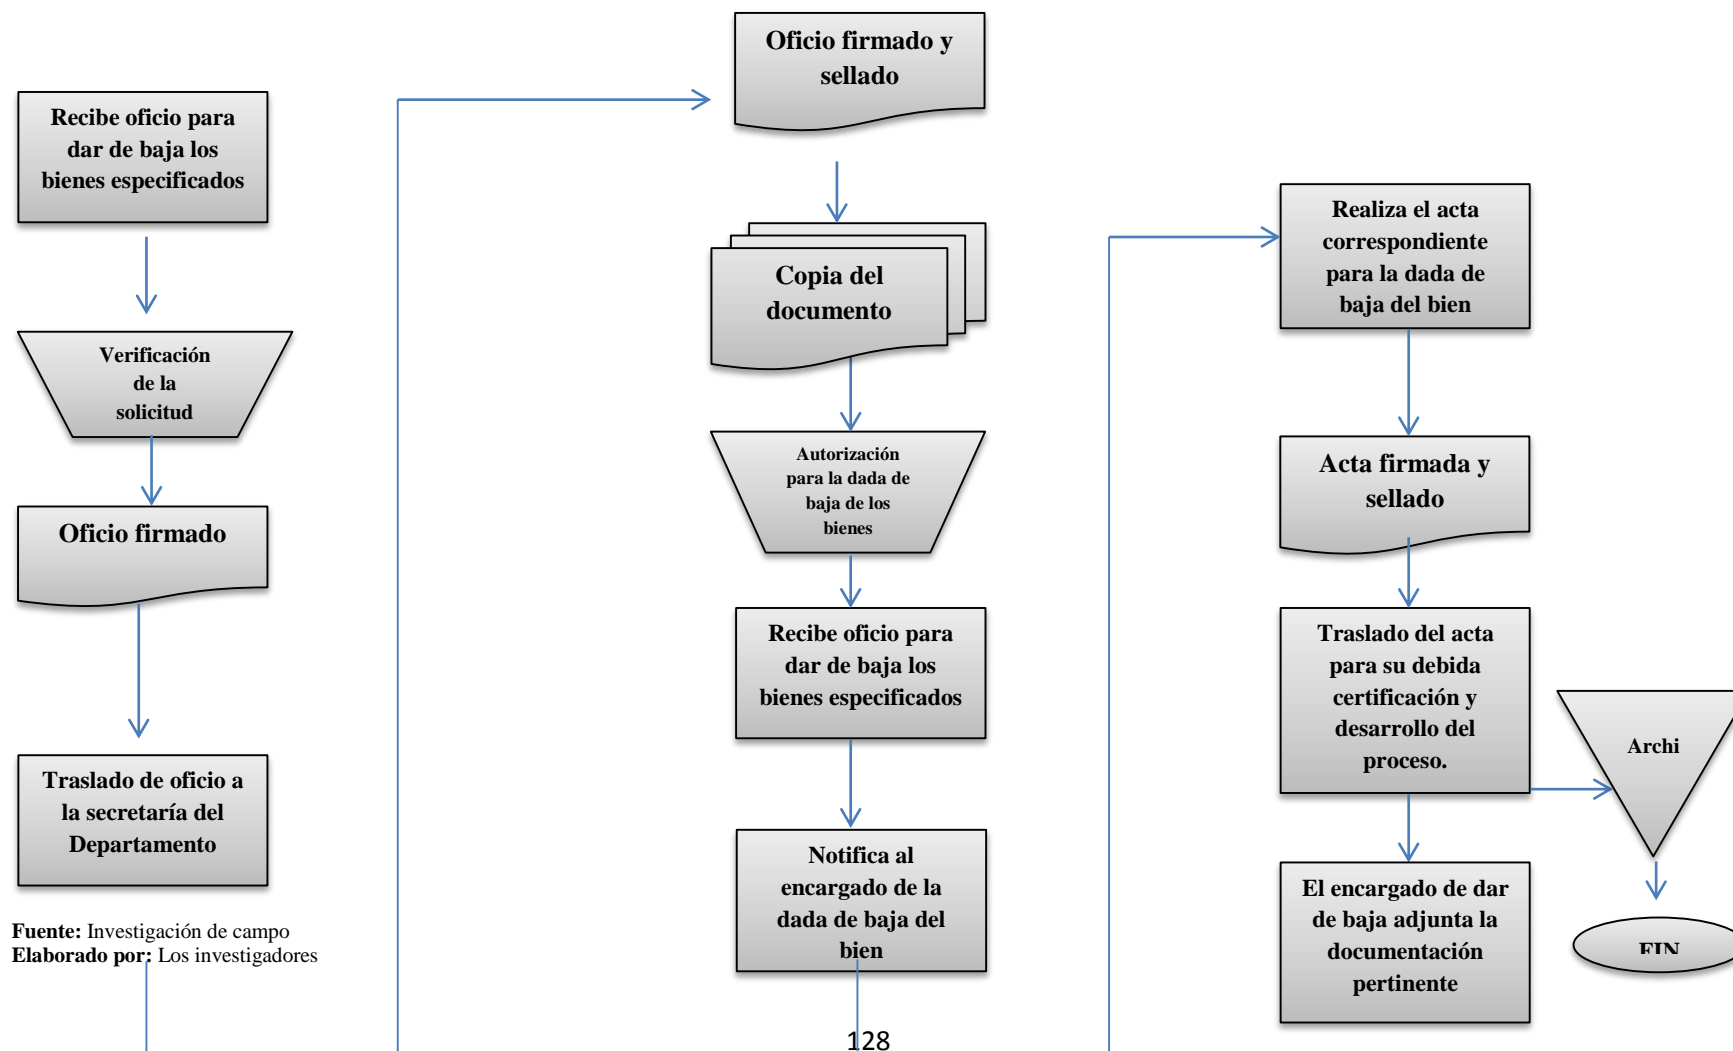 Recibe oficio para
dar de baja los
bienes especificados
Verificación
de la
solicitud
Oficio firmado
Traslado de oficio a
la secretaría del
Departamento
Fuente: Investigación de campo
Elaborado por: Los investigadores
Oficio firmado y
sellado
Copia del
documento
Autorización
para la dada de
baja de los
bienes
Recibe oficio para
dar de baja los
bienes especificados
Notifica al
encargado de la
dada de baja del
bien
Realiza el acta
correspondiente
para la dada de
baja del bien
Acta firmada y
sellado
Traslado del acta
para su debida
certificación y
desarrollo del
proceso.
El encargado de dar
de baja adjunta la
documentación
pertinente
Archi
FIN
128